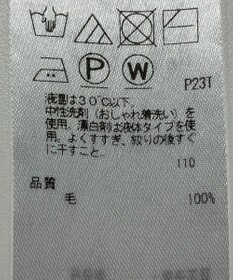 P
W
P23T
液温は30℃以下。
中性洗剤（おしゃれ着洗い）を
使用。漂白剤は液体タイプを使
用。よくすすぎ、絞りの後すぐ
に干すこと。
110
品質
毛 100%